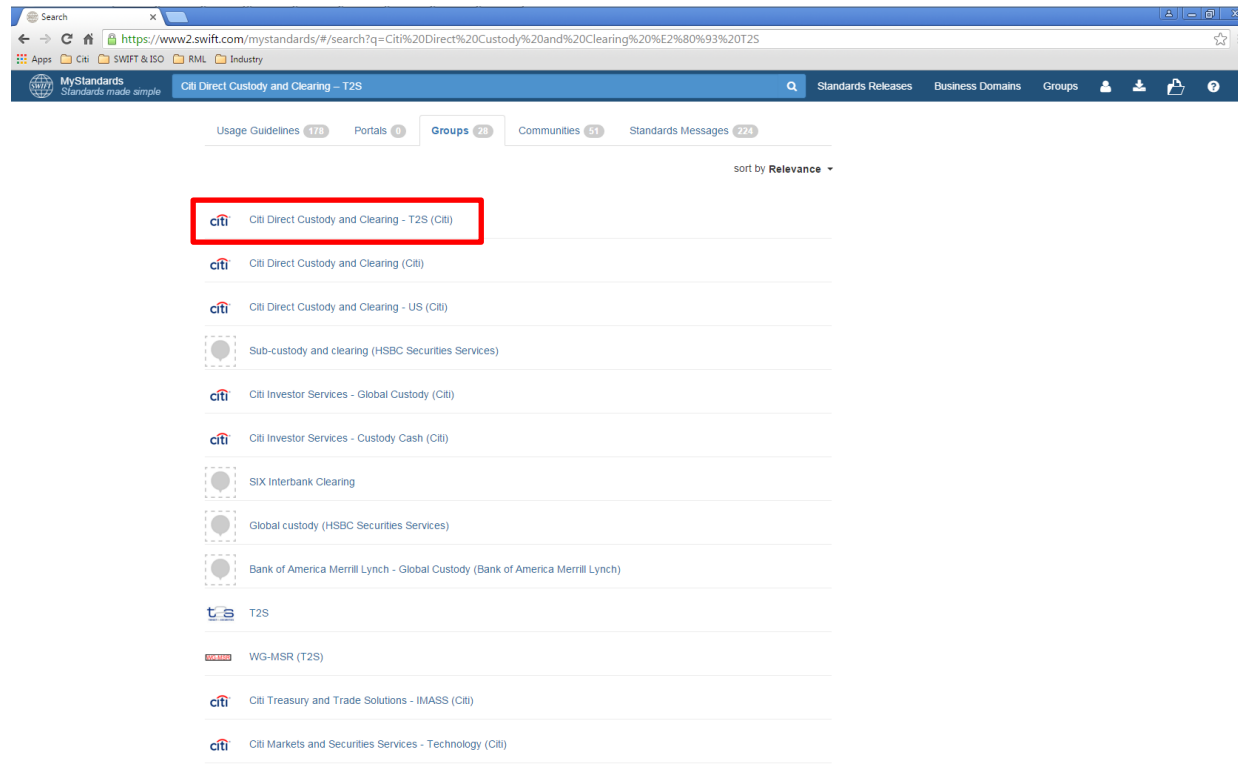 Search
https://www2.swift.com/mystandards/#/search?q=Citi%20Direct%20Custody%20and%20Clearing%20%E2%80%93%20T2S
Apps Citi SWIFT & ISO RML Industry
SWIFT MyStandards Standards made simple Citi Direct Custody and Clearing – T2S Standards Releases Business Domains Groups
Usage Guidelines 178 Portals 0 Groups 28 Communities 51 Standards Messages 224
sort by Relevance
citi Citi Direct Custody and Clearing - T2S (Citi)
citi Citi Direct Custody and Clearing (Citi)
citi Citi Direct Custody and Clearing - US (Citi)
Sub-custody and clearing (HSBC Securities Services)
citi Citi Investor Services - Global Custody (Citi)
citi Citi Investor Services - Custody Cash (Citi)
SIX Interbank Clearing
Global custody (HSBC Securities Services)
Bank of America Merrill Lynch - Global Custody (Bank of America Merrill Lynch)
T2S
WG-MSR WG-MSR (T2S)
citi Citi Treasury and Trade Solutions - IMASS (Citi)
citi Citi Markets and Securities Services - Technology (Citi)